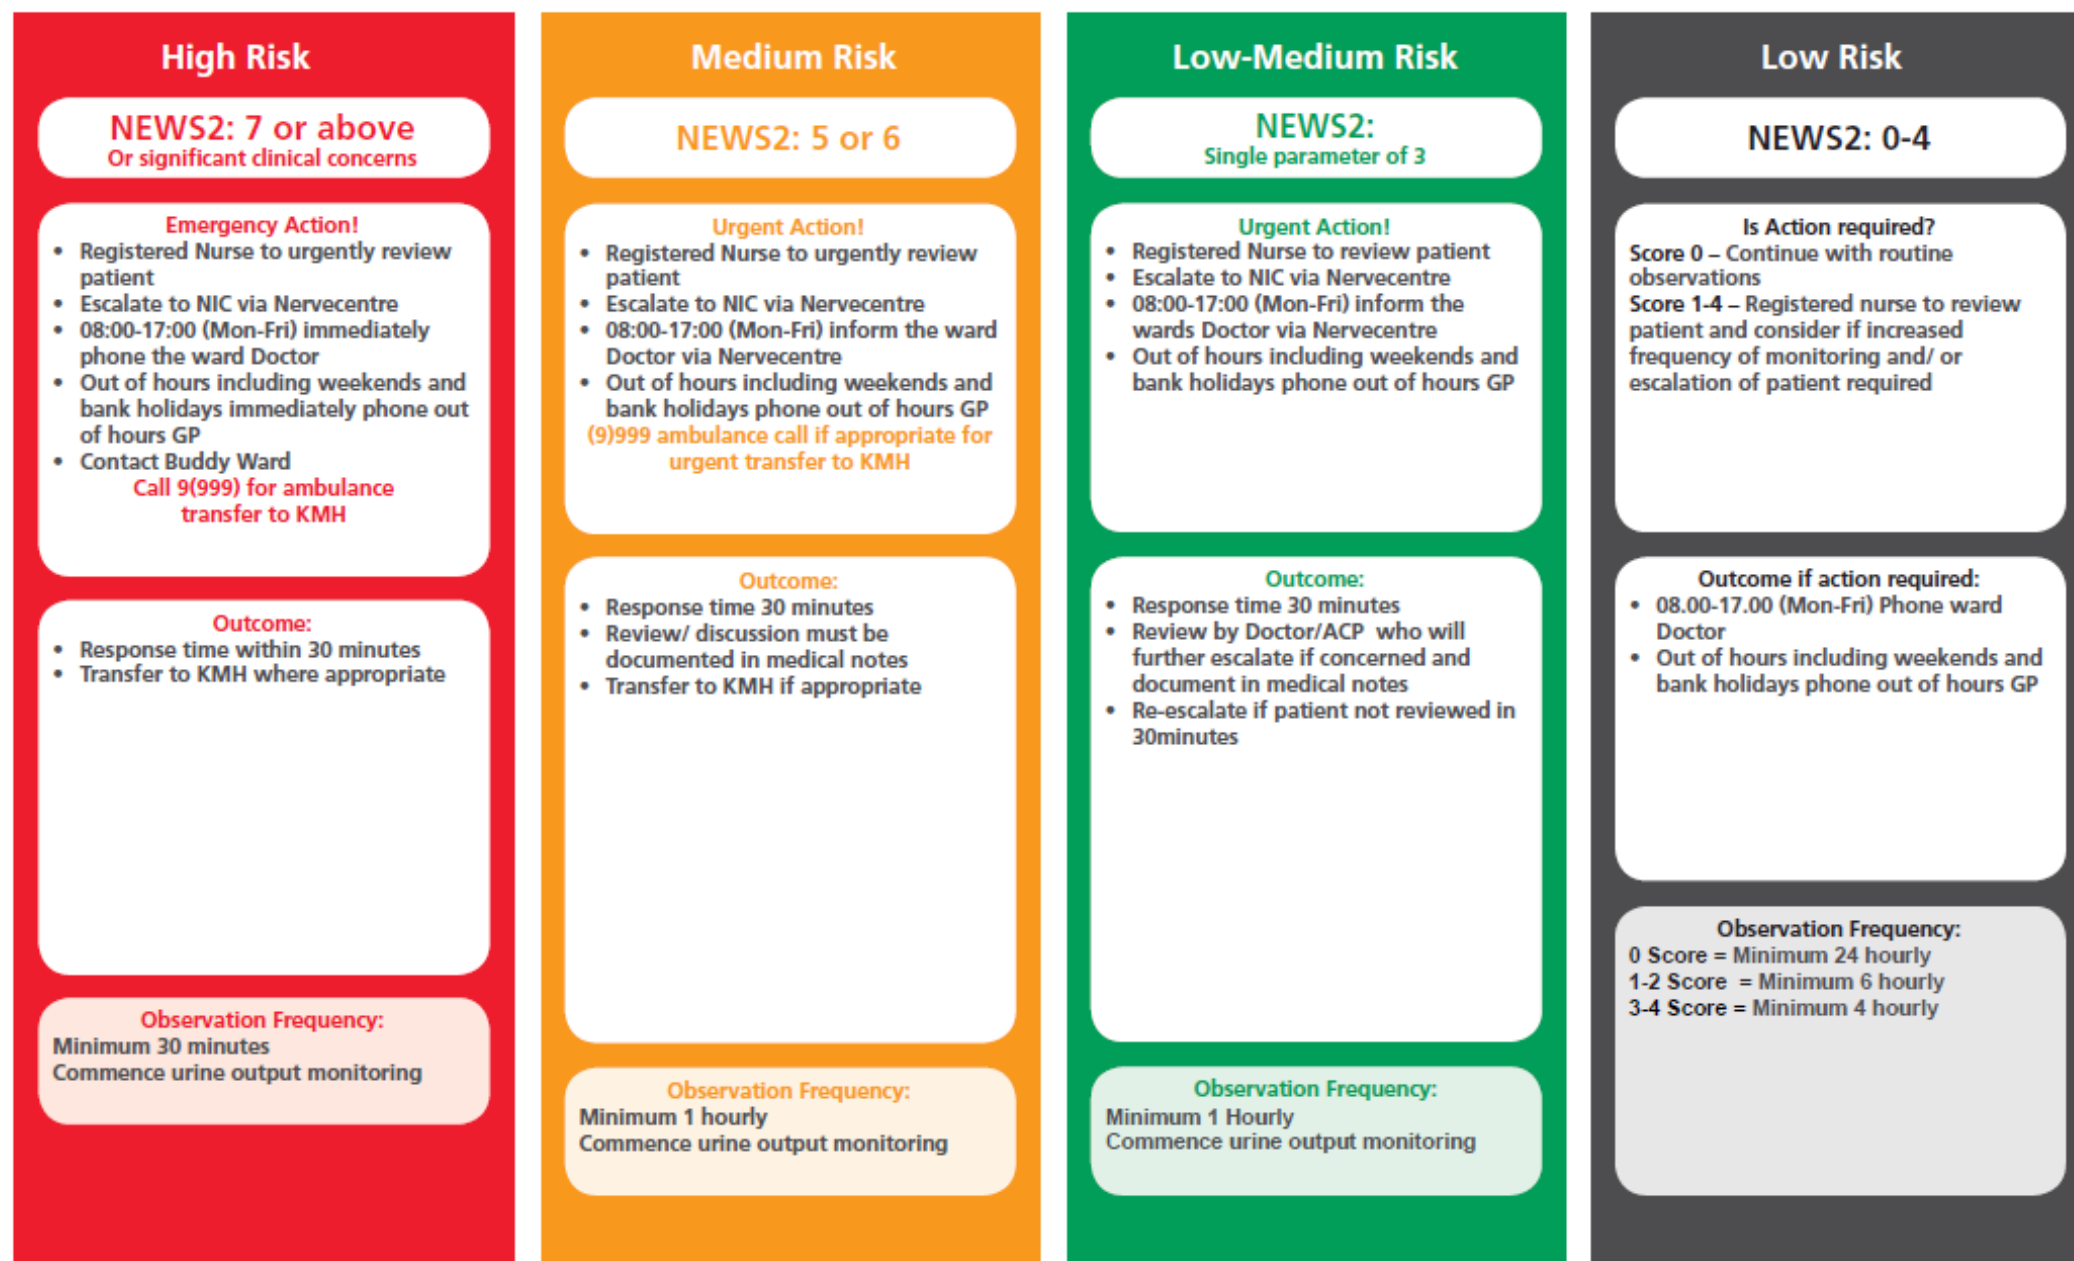 High Risk
NEWS2: 7 or above
Or significant clinical concerns
Emergency Action!
• Registered Nurse to urgently review
patient
• Escalate to NIC via Nervecentre
• 08:00-17:00 (Mon-Fri) immediately
phone the ward Doctor
• Out of hours including weekends and
bank holidays immediately phone out
of hours GP
• Contact Buddy Ward
Call 9(999) for ambulance
transfer to KMH
Outcome:
• Response time within 30 minutes
• Transfer to KMH where appropriate
Observation Frequency:
Minimum 30 minutes
Commence urine output monitoring
Medium Risk
NEWS2: 5 or 6
Urgent Action!
• Registered Nurse to urgently review
patient
• Escalate to NIC via Nervecentre
• 08:00-17:00 (Mon-Fri) inform the ward
Doctor via Nervecentre
• Out of hours including weekends and
bank holidays phone out of hours GP
(9)999 ambulance call if appropriate for
urgent transfer to KMH
Outcome:
• Response time 30 minutes
• Review/ discussion must be
documented in medical notes
• Transfer to KMH if appropriate
Observation Frequency:
Minimum 1 hourly
Commence urine output monitoring
Low-Medium Risk
NEWS2:
Single parameter of 3
Urgent Action!
• Registered Nurse to review patient
• Escalate to NIC via Nervecentre
• 08:00-17:00 (Mon-Fri) inform the
wards Doctor via Nervecentre
• Out of hours including weekends and
bank holidays phone out of hours GP
Outcome:
• Response time 30 minutes
• Review by Doctor/ACP who will
further escalate if concerned and
document in medical notes
• Re-escalate if patient not reviewed in
30minutes
Observation Frequency:
Minimum 1 Hourly
Commence urine output monitoring
Low Risk
NEWS2: 0-4
Is Action required?
Score 0 – Continue with routine
observations
Score 1-4 – Registered nurse to review
patient and consider if increased
frequency of monitoring and/ or
escalation of patient required
Outcome if action required:
• 08.00-17.00 (Mon-Fri) Phone ward
Doctor
• Out of hours including weekends and
bank holidays phone out of hours GP
Observation Frequency:
0 Score = Minimum 24 hourly
1-2 Score = Minimum 6 hourly
3-4 Score = Minimum 4 hourly